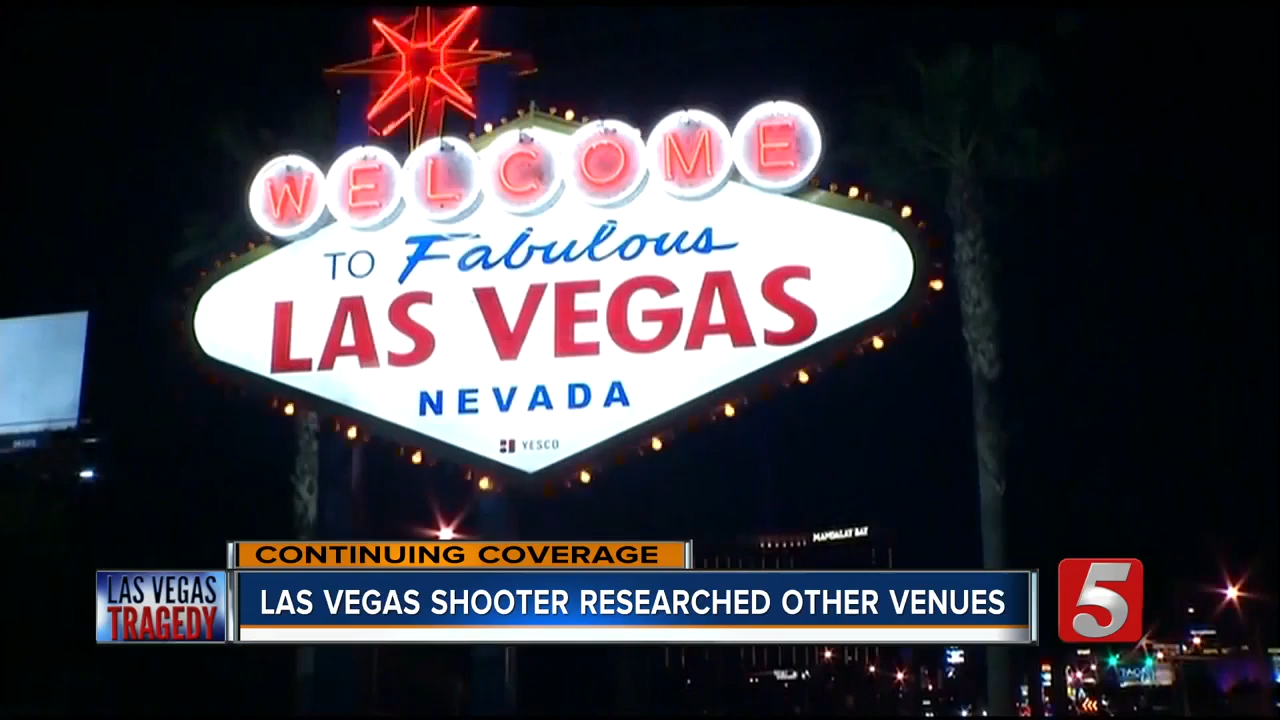 WELCOME
TO Fabulous
LAS VEGAS
NEVADA
YESCO
MANDALAY BAY
CONTINUING COVERAGE
LAS VEGAS
TRAGEDY
LAS VEGAS SHOOTER RESEARCHED OTHER VENUES
5